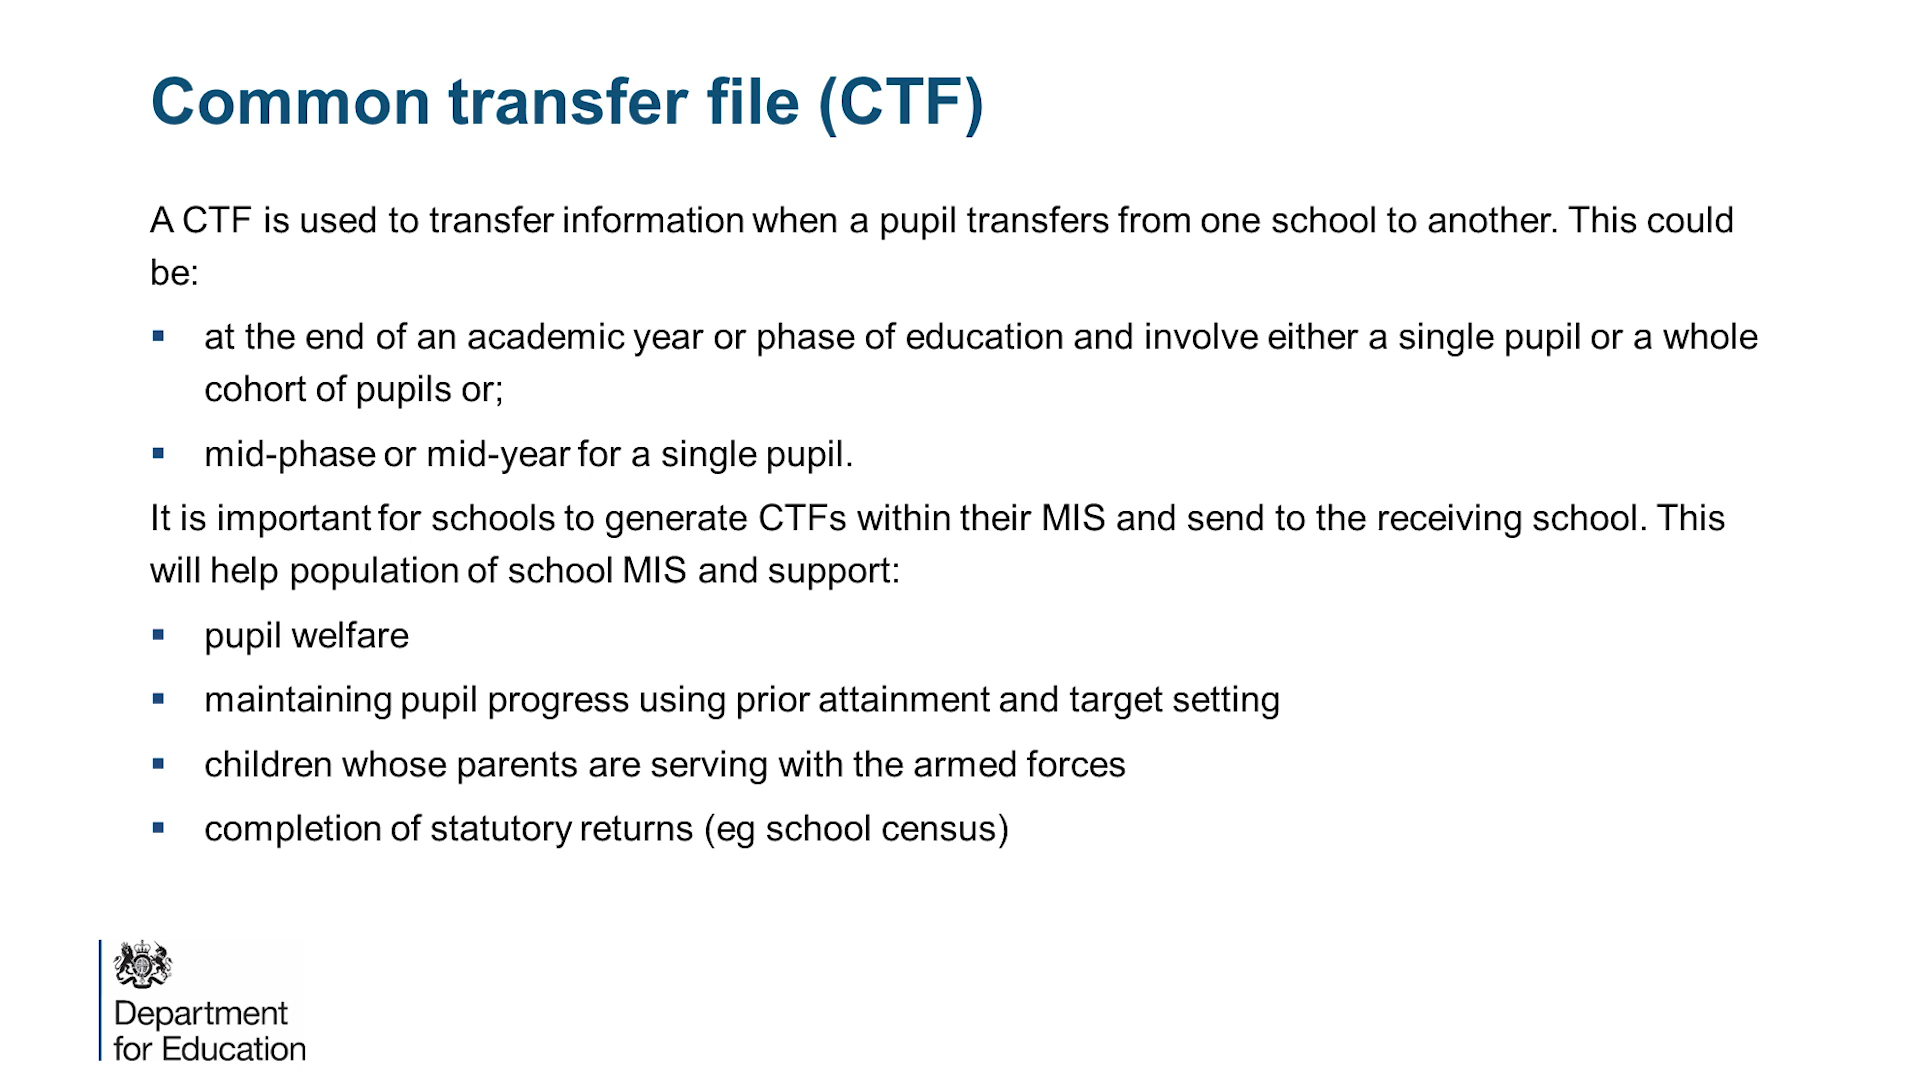 Common transfer file (CTF)
A CTF is used to transfer information when a pupil transfers from one school to another. This could
be:
▪ at the end of an academic year or phase of education and involve either a single pupil or a whole
cohort of pupils or;
▪ mid-phase or mid-year for a single pupil.
It is important for schools to generate CTFs within their MIS and send to the receiving school. This
will help population of school MIS and support:
▪ pupil welfare
▪ maintaining pupil progress using prior attainment and target setting
▪ children whose parents are serving with the armed forces
▪ completion of statutory returns (eg school census)
Department
for Education